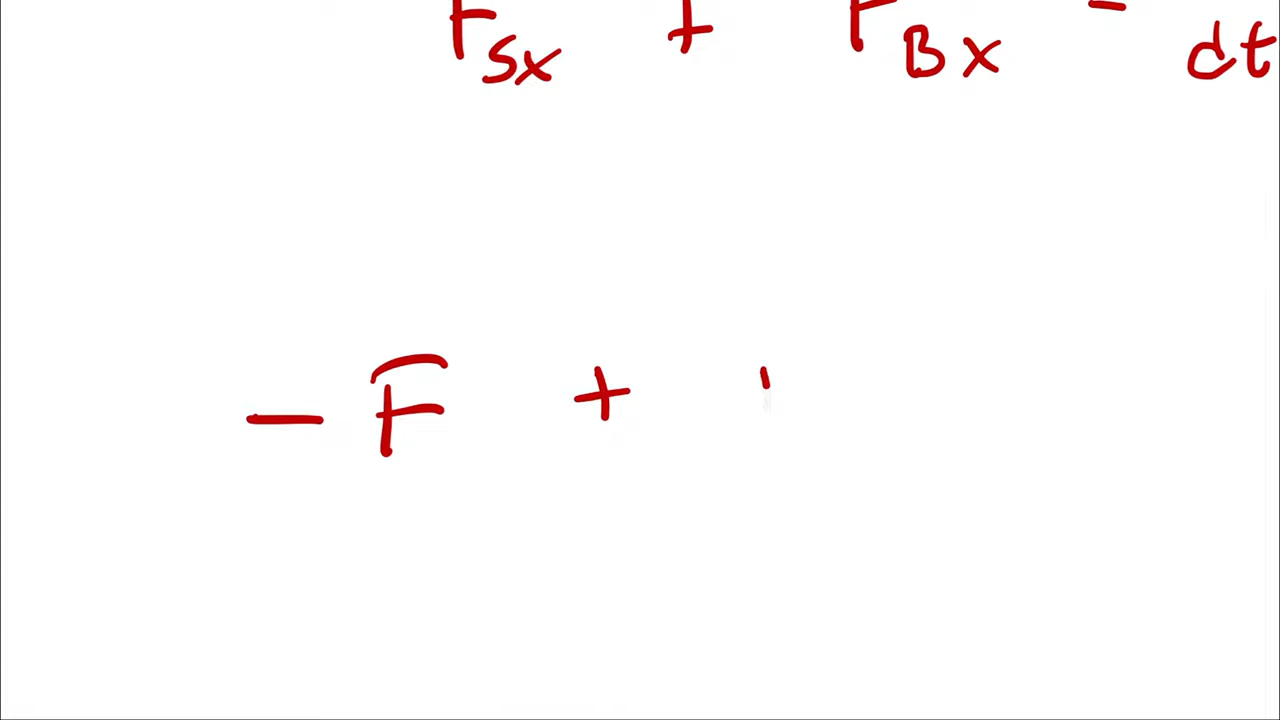 F_Sx + F_Bx = dt
- F +